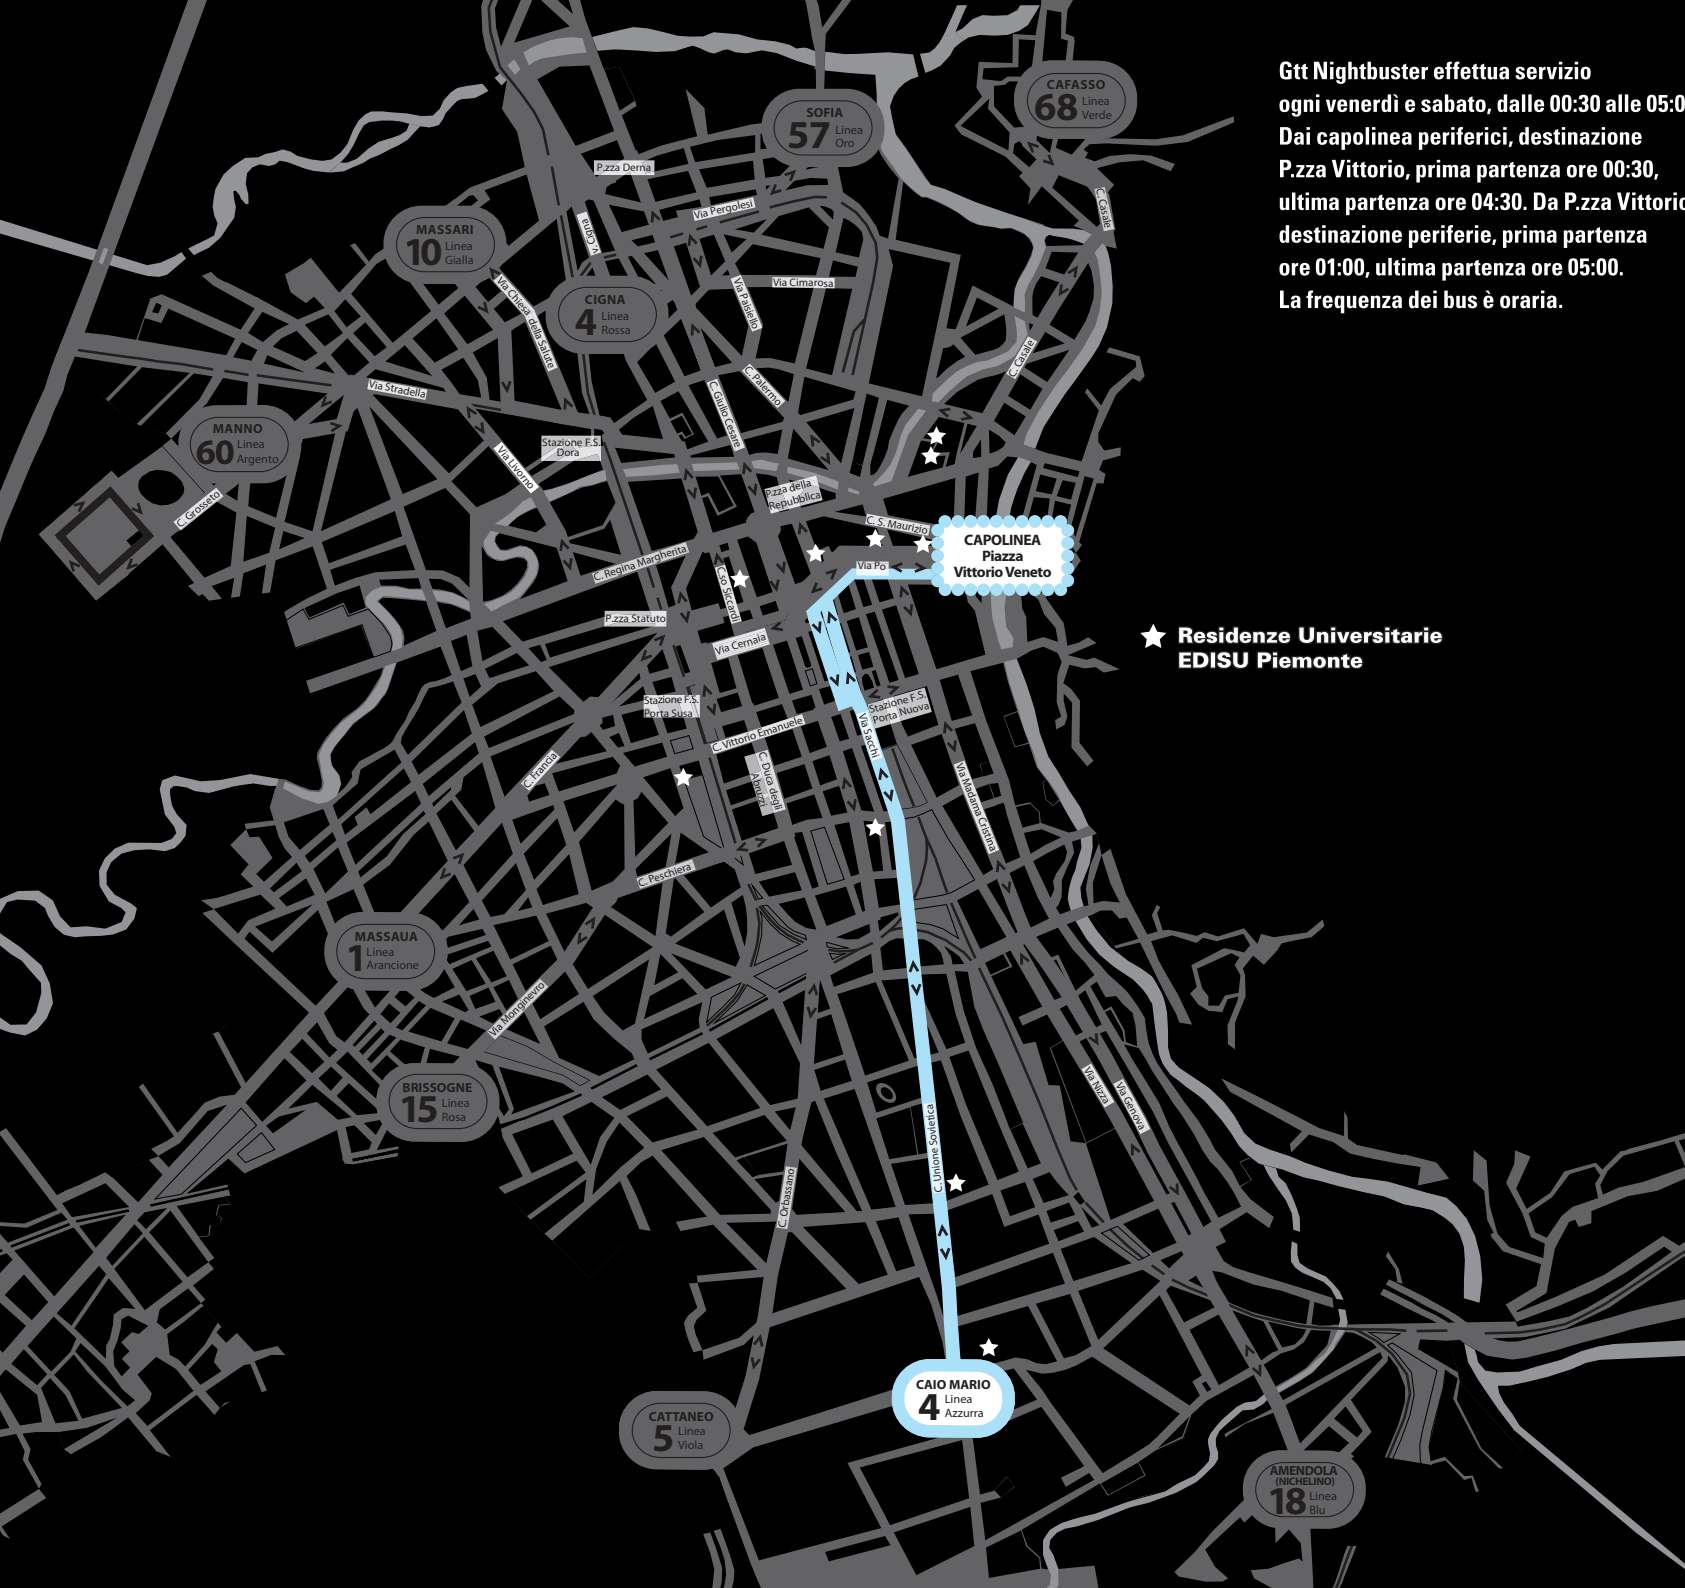 Gtt Nightbuster effettua servizio
ogni venerdì e sabato, dalle 00:30 alle 05:0
Dai capolinea periferici, destinazione
P.zza Vittorio, prima partenza ore 00:30,
ultima partenza ore 04:30. Da P.zza Vittorio
destinazione periferie, prima partenza
ore 01:00, ultima partenza ore 05:00.
La frequenza dei bus è oraria.
CAFASSO
68 Linea
Verde
SOFIA
57 Linea
Oro
P.zza Derna
C. Casale
Via Pergolesi
MASSARI
10 Linea
Gialla
v. Cigna
Via Cimarosa
Via Chiesa della Salute
CIGNA
4 Linea
Rossa
Via Paisiello
C. Casale
Via Stradella
C. Palermo
C. Giulio Cesare
MANNO
60 Linea
Argento
Stazione F.S.
Dora
Via Livorno
C. Grosseto
P.zza della
Repubblica
C. S. Maurizio
CAPOLINEA
Piazza
Vittorio Veneto
C. Regina Margherita
Via Po
C.so Siccardi
P.zza Statuto
Via Cernaia
Residenze Universitarie
EDISU Piemonte
Stazione F.S.
Porta Susa
Stazione F.S.
Porta Nuova
C. Vittorio Emanuele
Via Sacchi
C. Francia
C. Duca degli
Abruzzi
Via Madama Cristina
C. Peschiera
MASSAUA
1 Linea
Arancione
Via Monginevro
BRISSOGNE
15 Linea
Rosa
Via Nizza
Via Genova
C. Unione Sovietica
C. Orbassano
CAIO MARIO
4 Linea
Azzurra
CATTANEO
5 Linea
Viola
AMENDOLA
(NICHELINO)
18 Linea
Blu